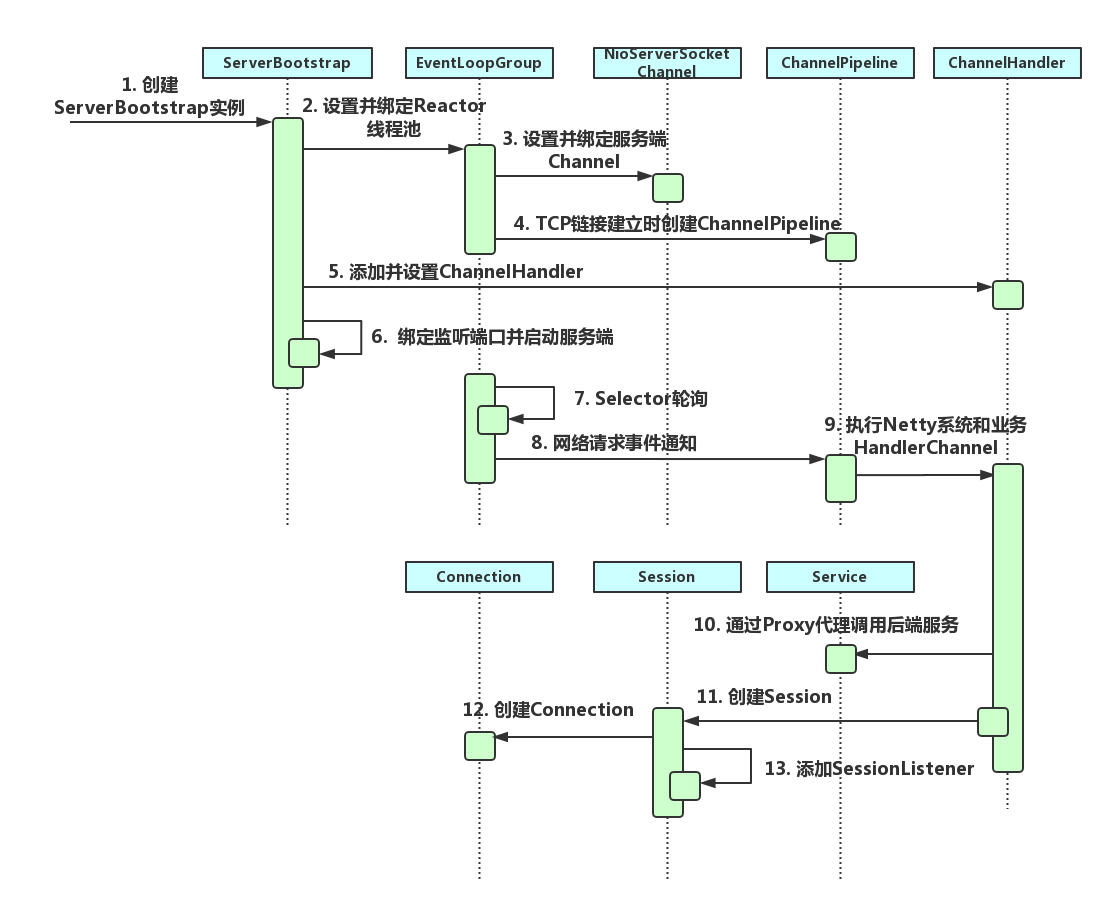 ServerBootstrap
EventLoopGroup
NioServerSocket
Channel
ChannelPipeline
ChannelHandler
1. 创建
ServerBootstrap实例
2. 设置并绑定Reactor
线程池
3. 设置并绑定服务端
Channel
4. TCP链接建立时创建ChannelPipeline
5. 添加并设置ChannelHandler
6. 绑定监听端口并启动服务端
7. Selector轮询
8. 网络请求事件通知
9. 执行Netty系统和业务
HandlerChannel
Connection
Session
Service
10. 通过Proxy代理调用后端服务
11. 创建Session
12. 创建Connection
13. 添加SessionListener